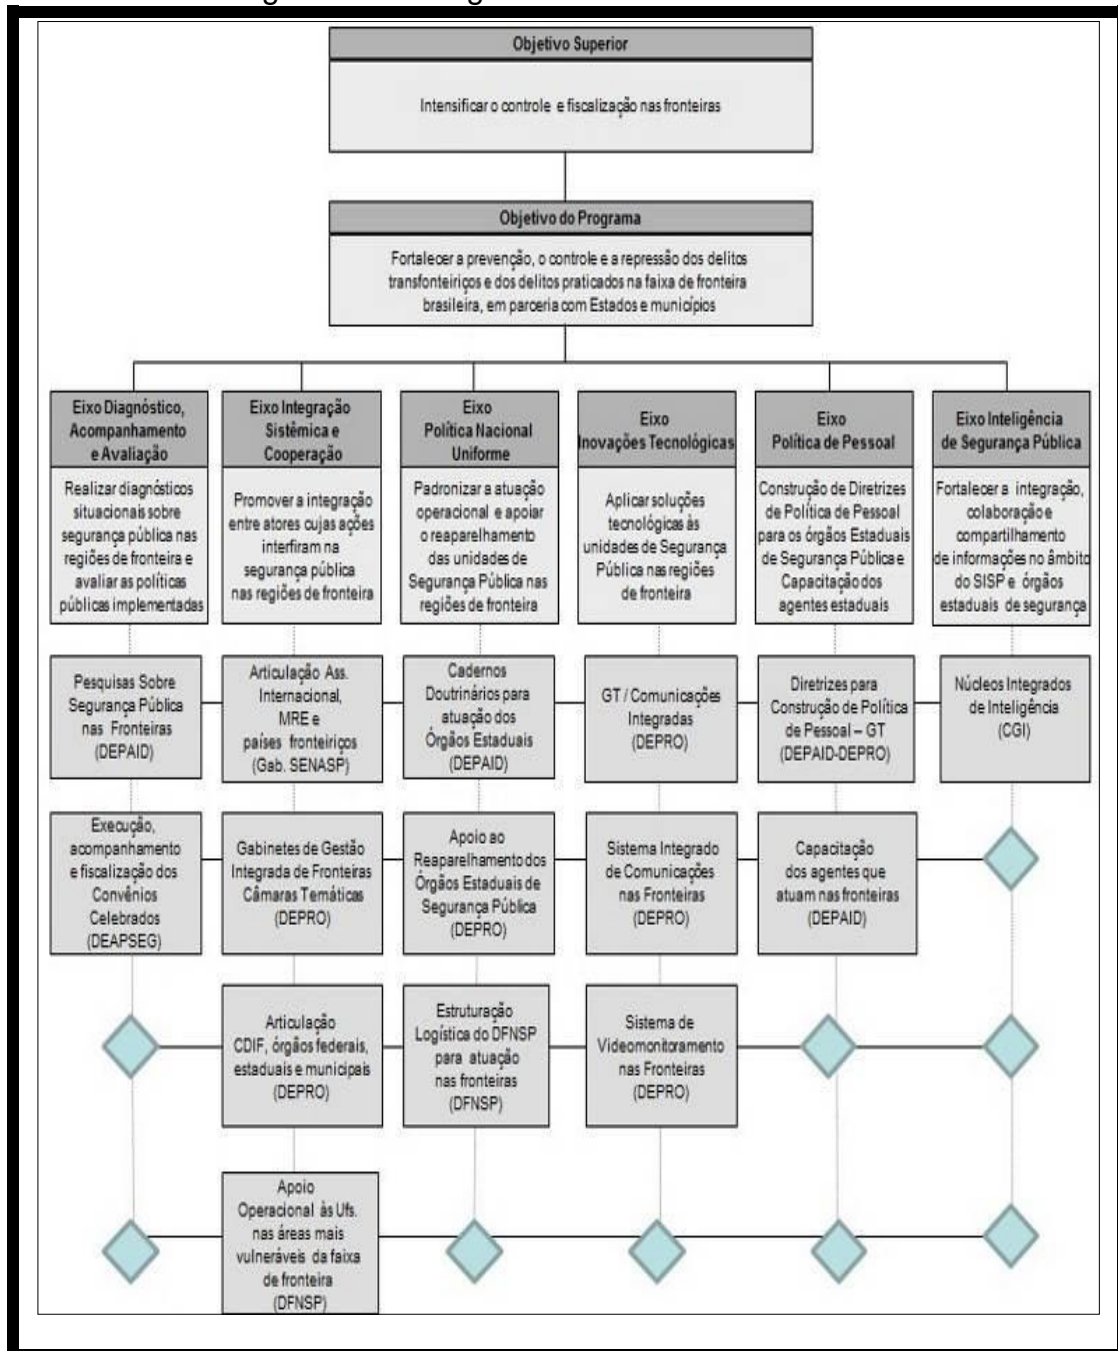 Objetivo Superior
Intensificar o controle e fiscalização nas fronteiras
Objetivo do Programa
Fortalecer a prevenção, o controle e a repressão dos delitos
transfonteiriços e dos delitos praticados na faixa de fronteira
brasileira, em parceria com Estados e municípios
Eixo Diagnóstico,
Acompanhamento
e Avaliação
Realizar diagnósticos
situacionais sobre
segurança pública nas
regiões de fronteira e
avaliar as políticas
públicas implementadas
Eixo Integração
Sistêmica e
Cooperação
Promover a integração
entre atores cujas ações
interfiram na
segurança pública
nas regiões de fronteira
Eixo
Política Nacional
Uniforme
Padronizar a atuação
operacional e apoiar
o reaparelhamento
das unidades de
Segurança Pública nas
regiões de fronteira
Eixo
Inovações Tecnológicas
Aplicar soluções
tecnológicas às
unidades de Segurança
Pública nas regiões
de fronteira
Eixo
Política de Pessoal
Construção de Diretrizes
de Política de Pessoal
para os órgãos Estaduais
de Segurança Pública e
Capacitação dos
agentes estaduais
Eixo Inteligência
de Segurança Pública
Fortalecer a integração,
colaboração e
compartilhamento
de informações no âmbito
do SISP e órgãos
estaduais de segurança
Pesquisas Sobre
Segurança Pública
nas Fronteiras
(DEPAID)
Articulação Ass.
Internacional,
MRE e
países fronteiriços
(Gab. SENASP)
Cadernos
Doutrinários para
atuação dos
Órgãos Estaduais
(DEPAID)
GT / Comunicações
Integradas
(DEPRO)
Diretrizes para
Construção de Política
de Pessoal – GT
(DEPAID-DEPRO)
Núcleos Integrados
de Inteligência
(CGI)
Execução,
acompanhamento
e fiscalização dos
Convênios
Celebrados
(DEAPSEG)
Gabinetes de Gestão
Integrada de Fronteiras
Câmaras Temáticas
(DEPRO)
Apoio ao
Reaparelhamento dos
Órgãos Estaduais de
Segurança Pública
(DEPRO)
Sistema Integrado
de Comunicações
nas Fronteiras
(DEPRO)
Capacitação
dos agentes que
atuam nas fronteiras
(DEPAID)
Articulação
CDIF, órgãos federais,
estaduais e municipais
(DEPRO)
Estruturação
Logística do DFNSP
para atuação
nas fronteiras
(DFNSP)
Sistema de
Videomonitoramento
nas Fronteiras
(DEPRO)
Apoio
Operacional às Ufs.
nas áreas mais
vulneráveis da faixa
de fronteira
(DFNSP)